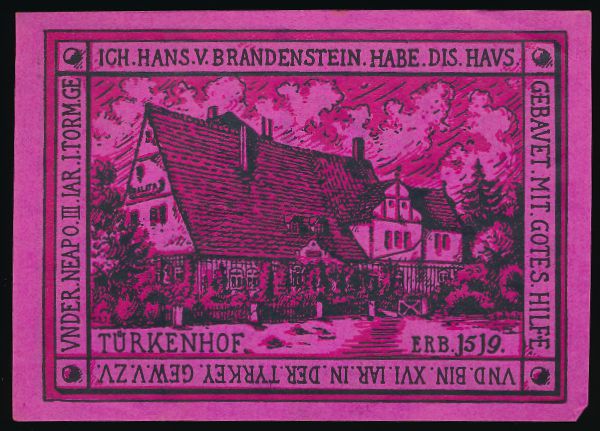 ICH. HANS. V. BRANDENSTEIN. HABE. DIS. HAVS.
GEBAVET. MIT. GOTES. HILFE.
VND. BIN. XVI. IAR. IN. DER. TYRKEY. GEW. V. ZV.
VNDER. NEAPO. III. IAR. I. TORM. GE
TÜRKENHOF.
ERB. 1519.